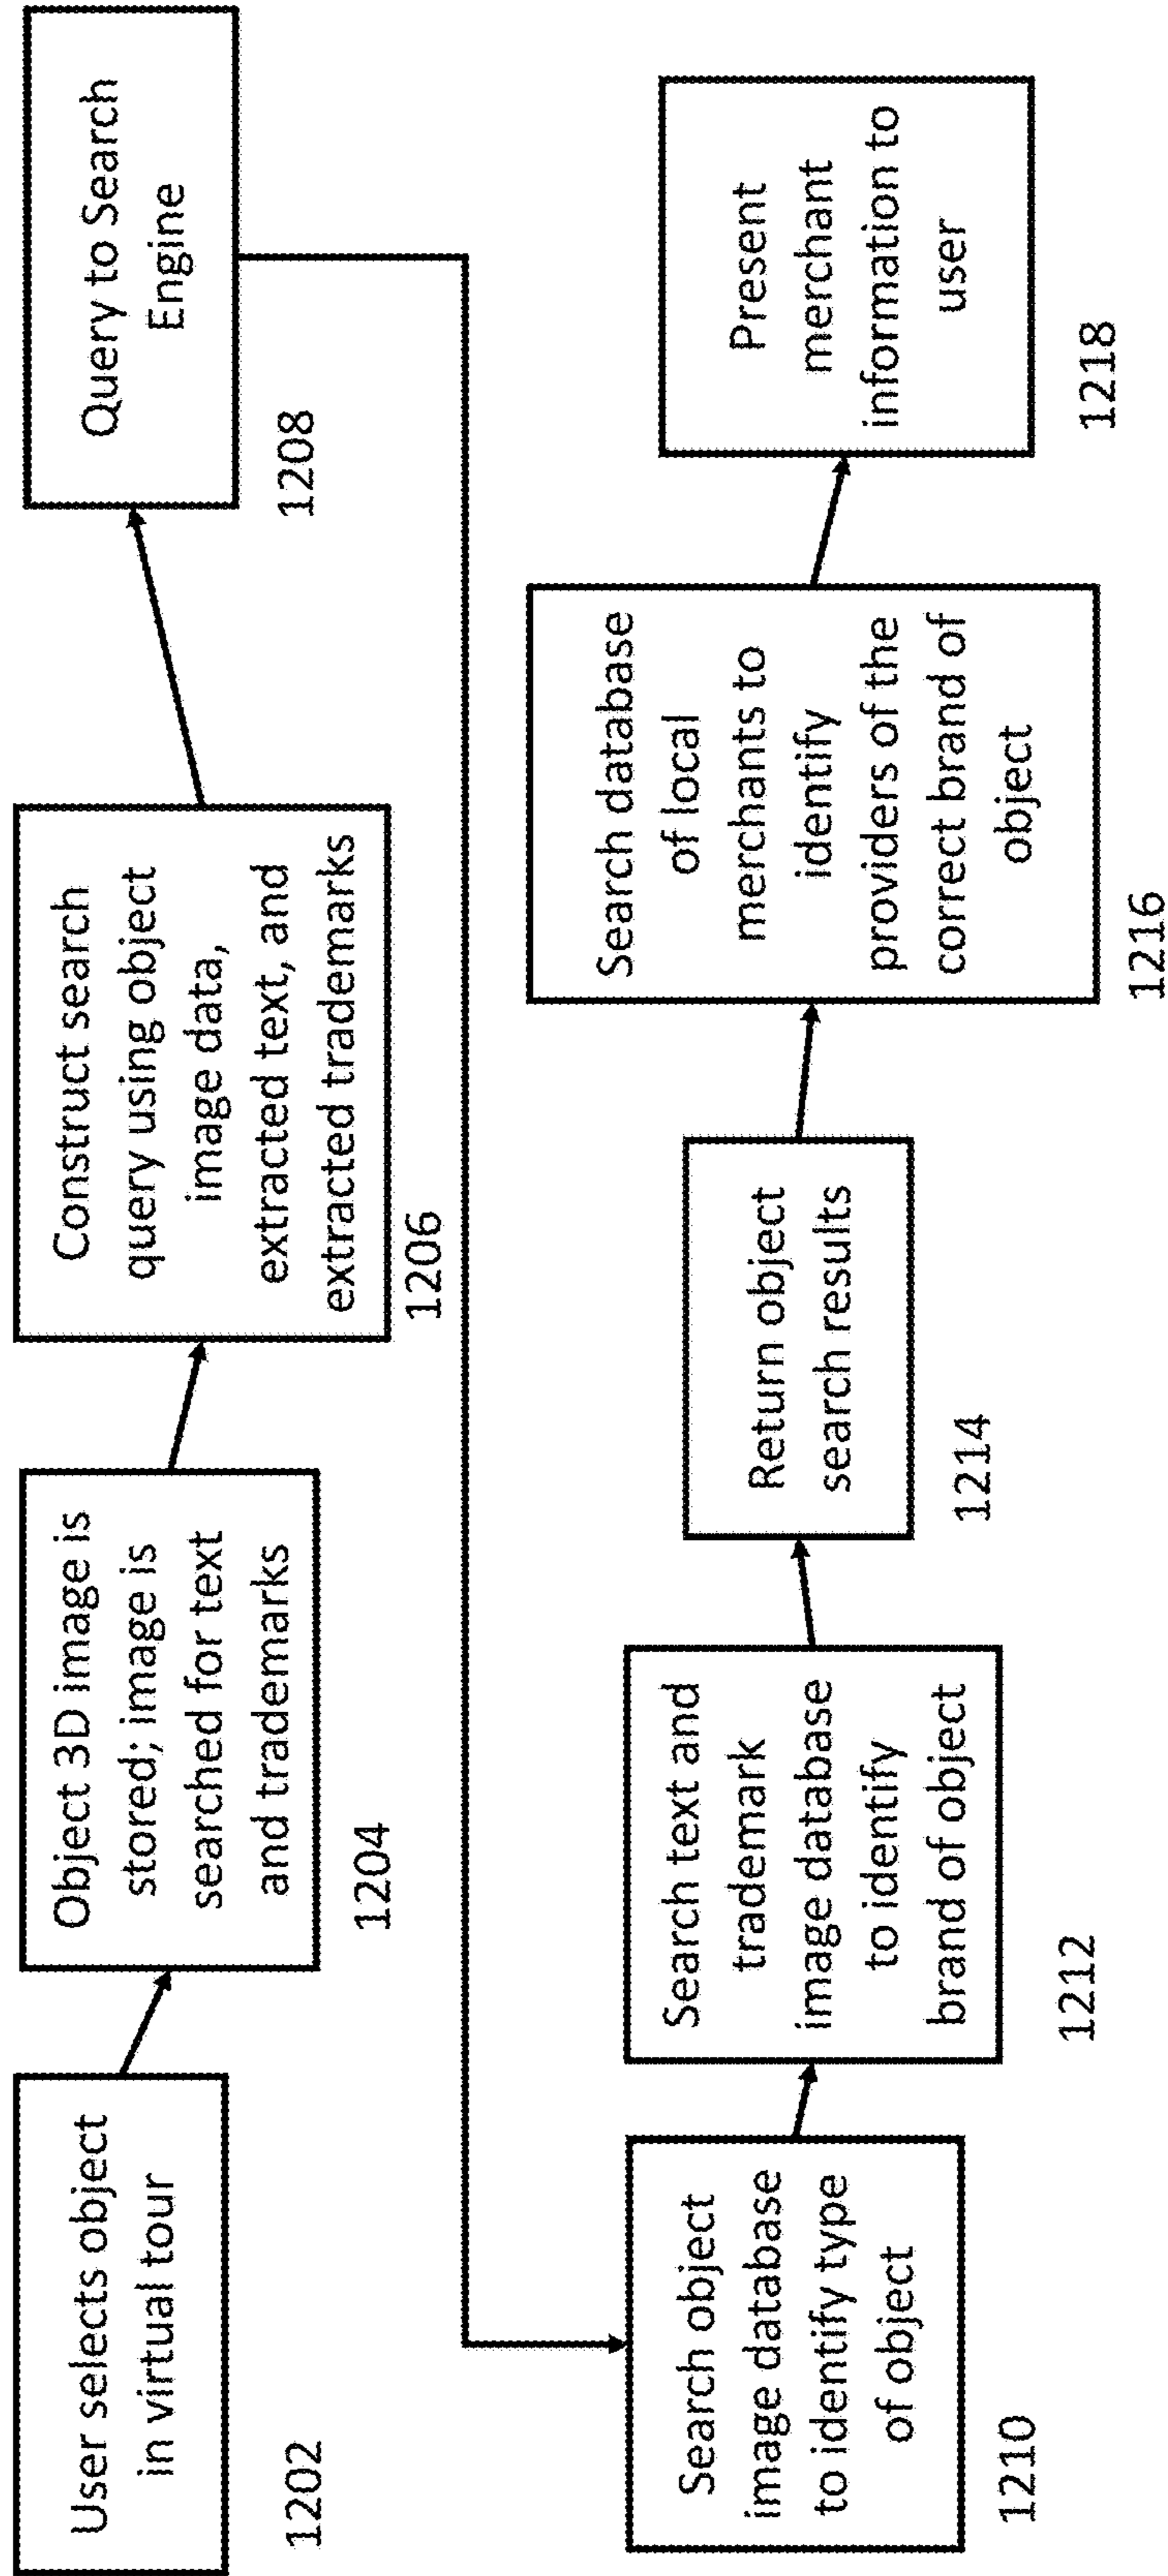 User selects object
in virtual tour
1202
Object 3D image is
stored; image is
searched for text
and trademarks
1204
Construct search
query using object
image data,
extracted text, and
extracted trademarks
1206
Query to Search
Engine
1208
Search object
image database
to identify type
of object
1210
Search text and
trademark
image database
to identify
brand of object
1212
Return object
search results
1214
Search database
of local
merchants to
identify
providers of the
correct brand of
object
1216
Present
merchant
information to
user
1218